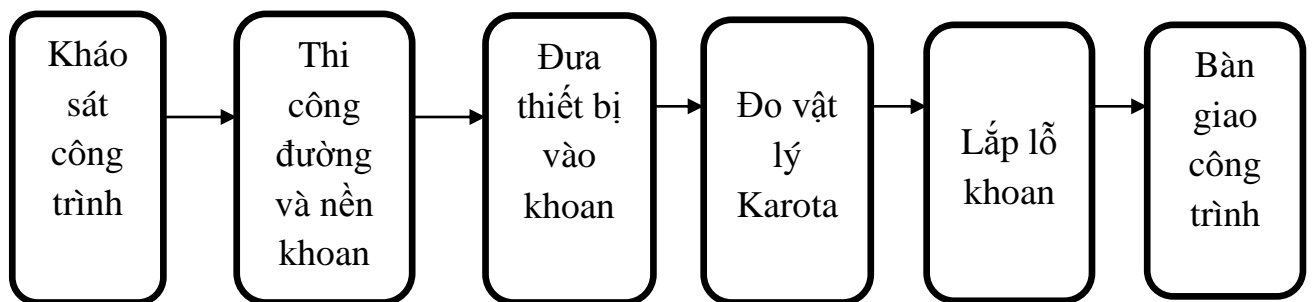 Khảo
sát
công
trình
Thi
công
đường
và nền
khoan
Đưa
thiết bị
vào
khoan
Đo vật
lý
Karota
Lắp lỗ
khoan
Bàn
giao
công
trình